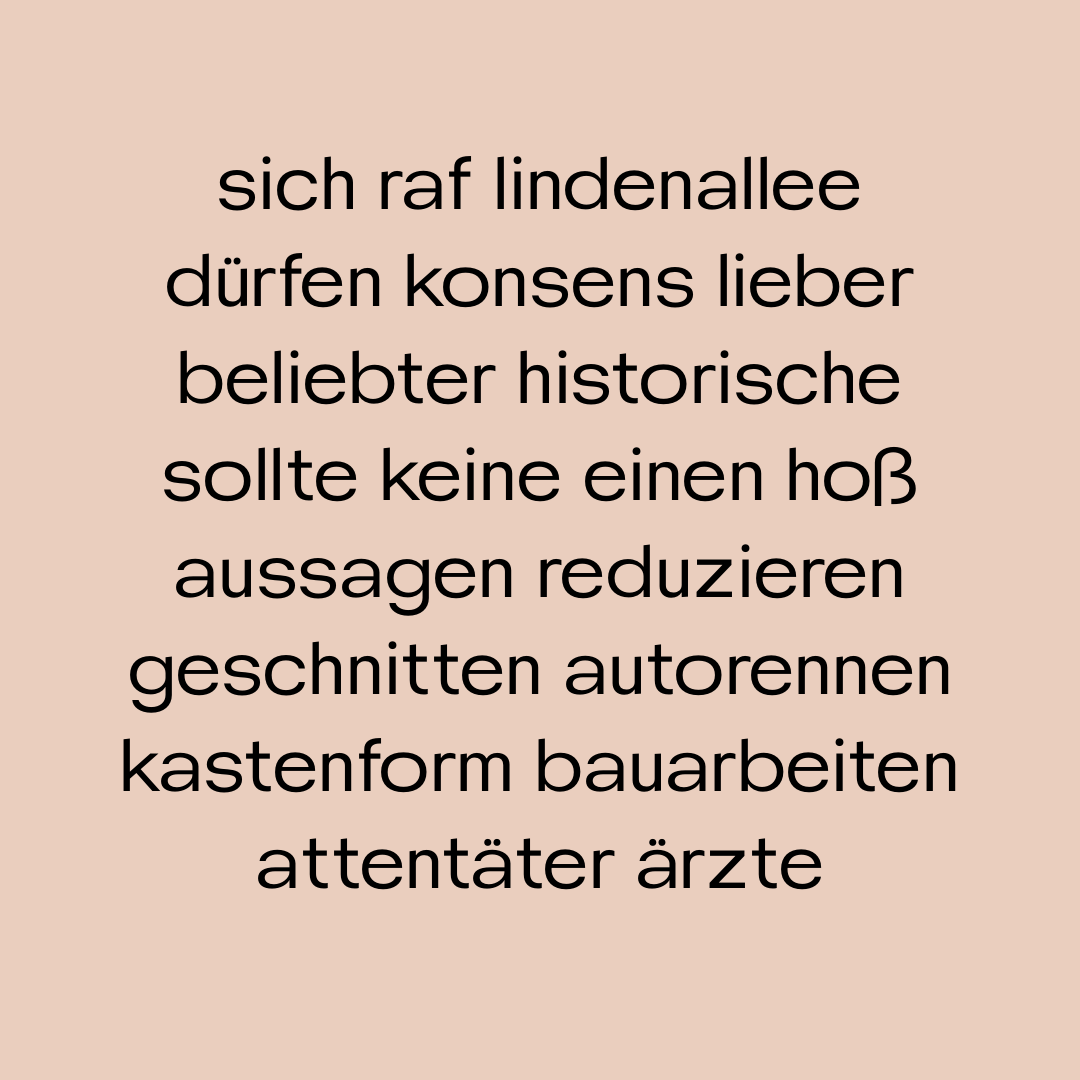 sich raf lindenallee
dürfen konsens lieber
beliebter historische
sollte keine einen hoß
aussagen reduzieren
geschnitten autorennen
kastenform bauarbeiten
attentäter ärzte